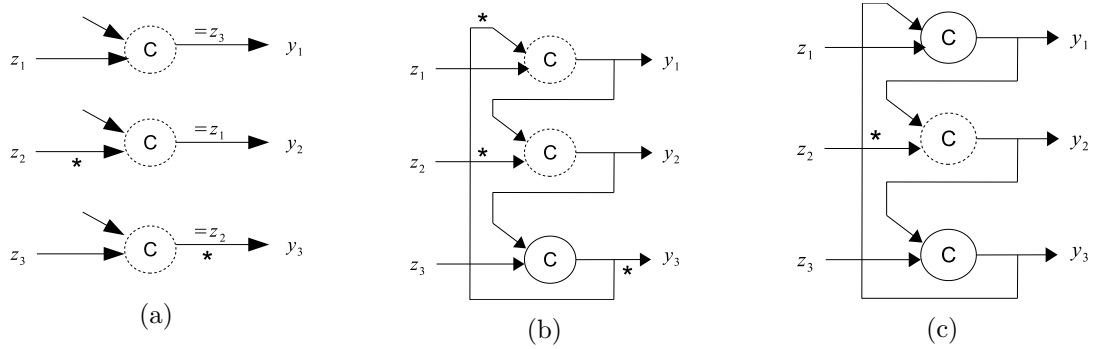 z1 C =z3 y1
z2 * C =z1 y2
z3 C =z2 * y3
(a)
*
z1 C y1
z2 * C y2
z3 C * y3
(b)
z1 C y1
*
z2 C y2
z3 C y3
(c)